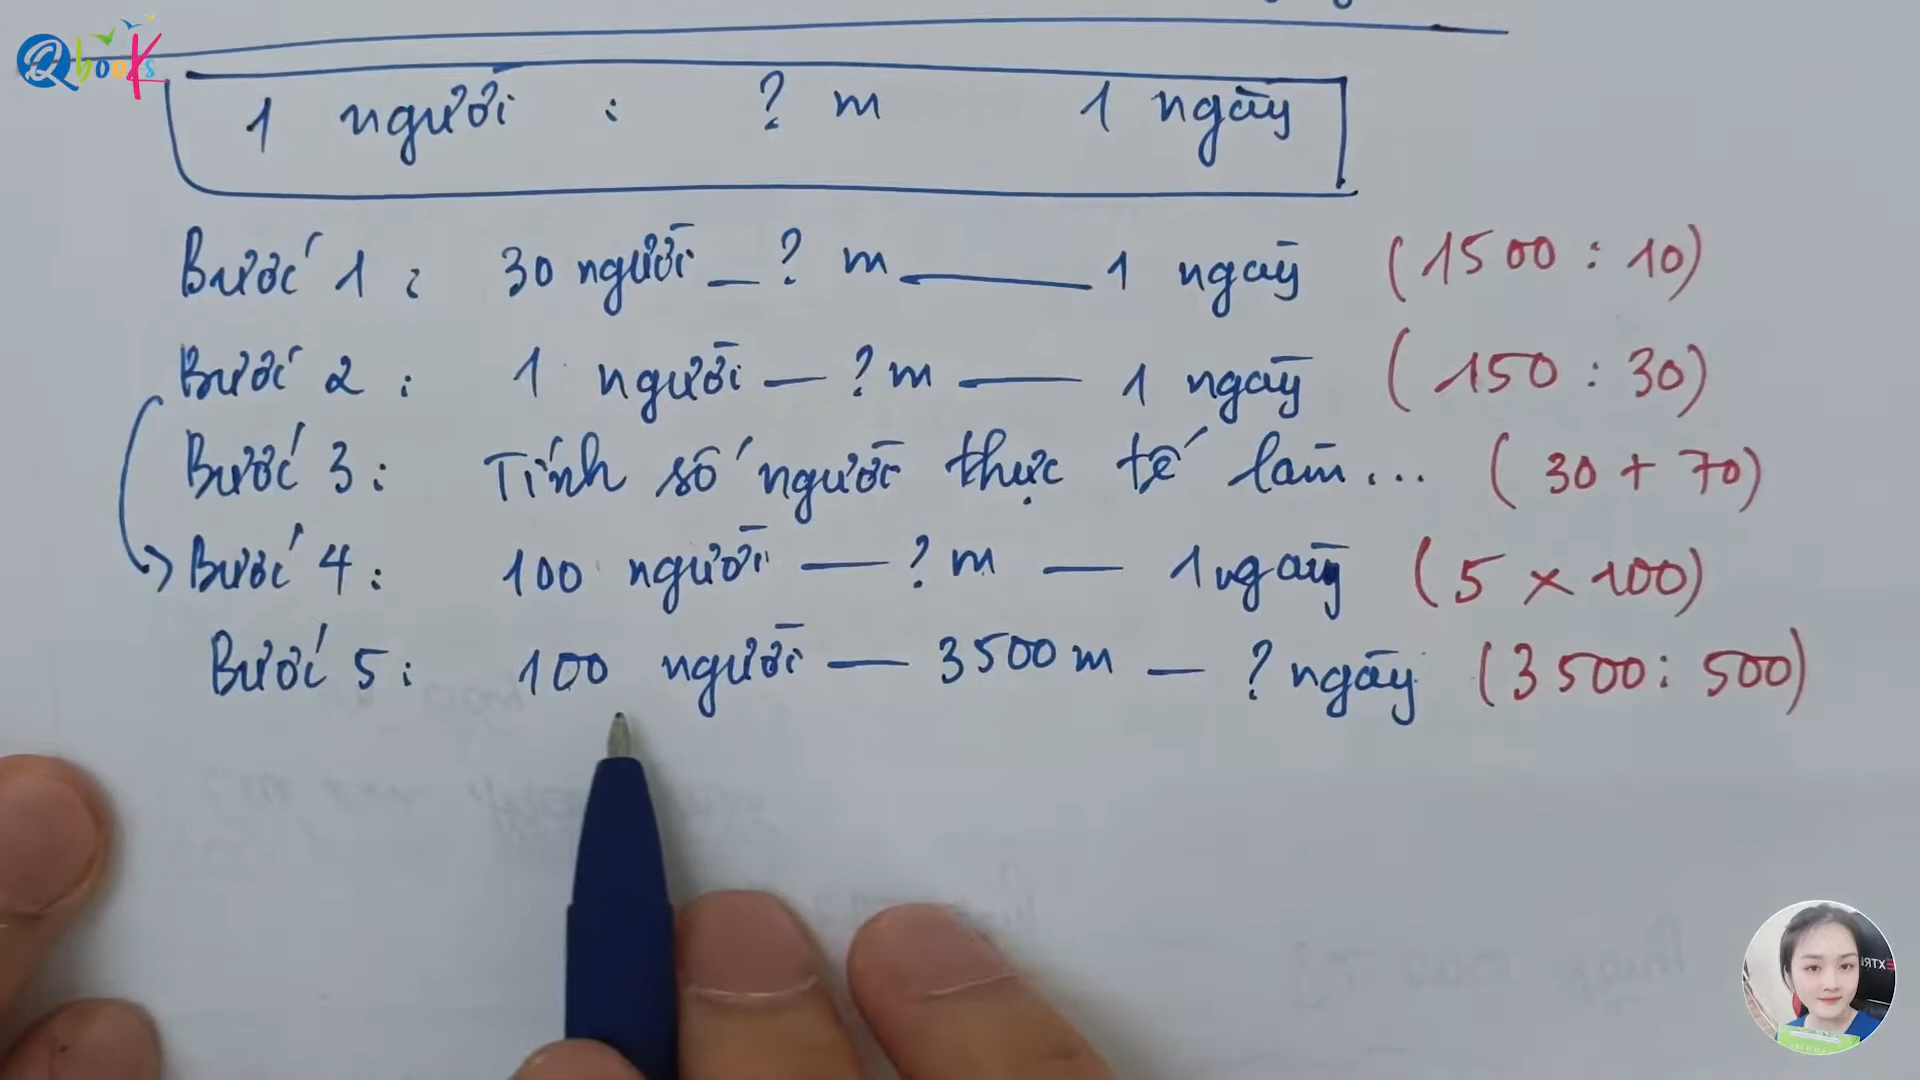 Qbooks
1 người : ? m 1 ngày
Bước 1 : 30 người — ? m — 1 ngày (1500 : 10)
Bước 2 : 1 người — ? m — 1 ngày (150 : 30)
Bước 3 : Tính số người thực tế làm... (30 + 70)
Bước 4 : 100 người — ? m — 1 ngày (5 x 100)
Bước 5 : 100 người — 3500 m — ? ngày (3500 : 500)